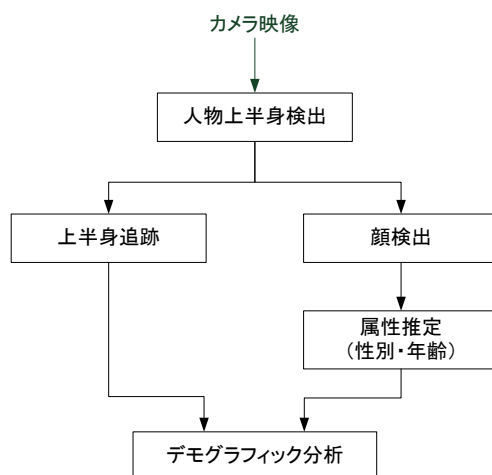 カメラ映像
人物上半身検出
上半身追跡
顔検出
属性推定
（性別・年齢）
デモグラフィック分析